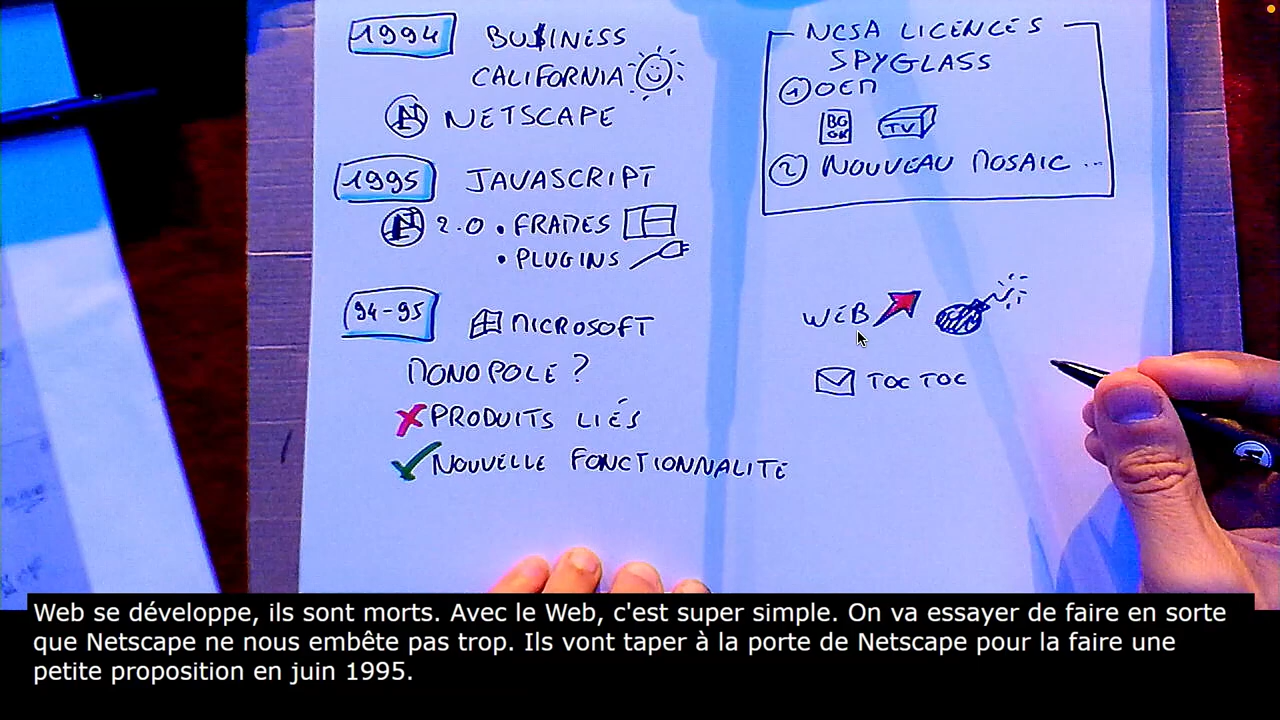 1994 BU$INESS
CALIFORNIA
N NETSCAPE
1995 JAVASCRIPT
N 2.0 • FRAMES
• PLUGINS
94-95 MICROSOFT
MONOPOLE ?
PRODUITS LIÉS
NOUVELLE FONCTIONNALITE
NCSA LICENCES
SPYGLASS
1 OEM
BG
OK
TV
2 NOUVEAU MOSAIC ...
WEB
TOC TOC
Web se développe, ils sont morts. Avec le Web, c'est super simple. On va essayer de faire en sorte
que Netscape ne nous embête pas trop. Ils vont taper à la porte de Netscape pour la faire une
petite proposition en juin 1995.